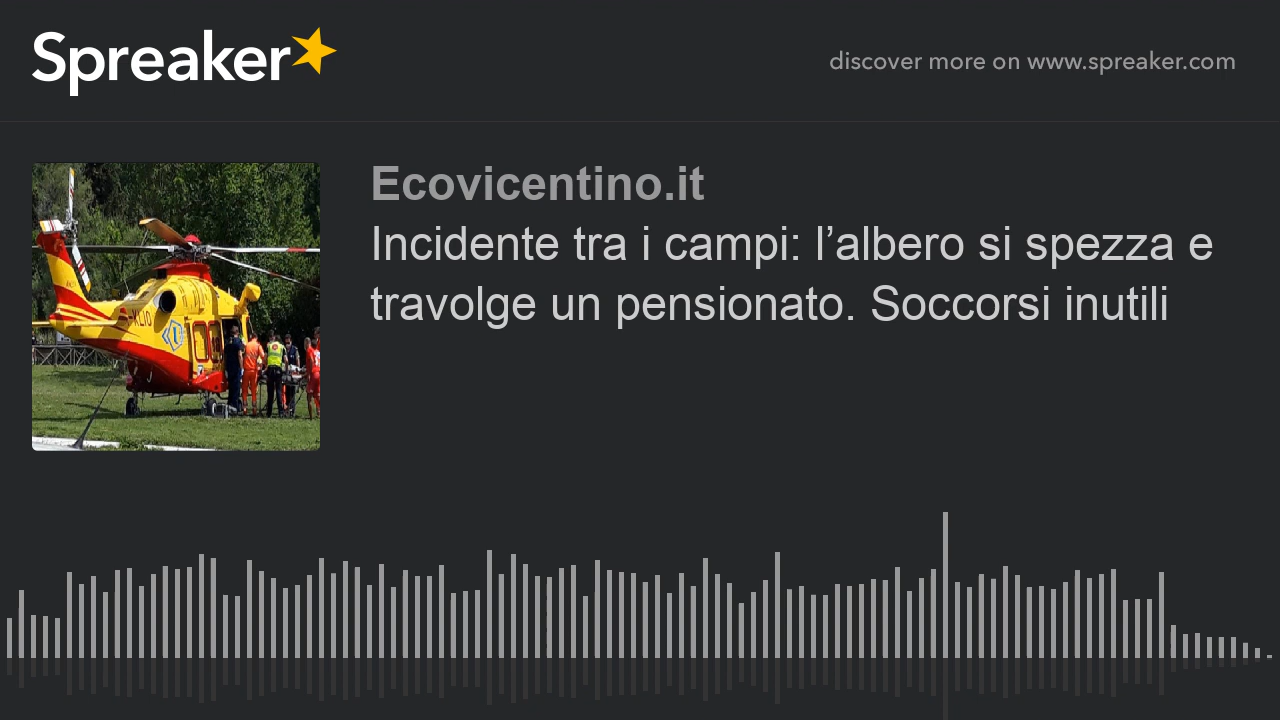 Spreaker
discover more on www.spreaker.com
Ecovicentino.it
Incidente tra i campi: l’albero si spezza e
travolge un pensionato. Soccorsi inutili